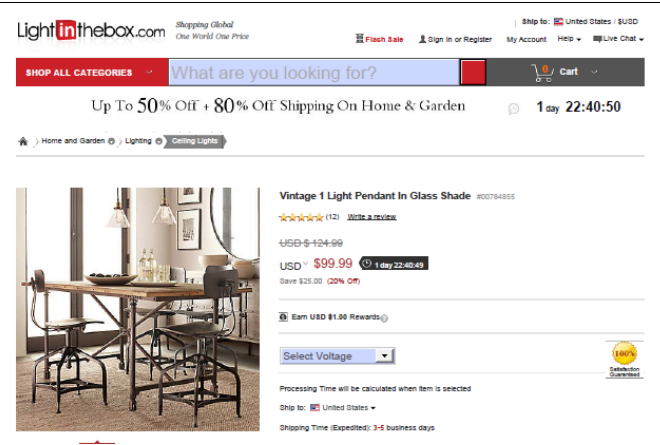 Lightinthebox.com
Shopping Global
One World One Price
Ship to: United States / $USD
Flash Sale Sign In or Register My Account Help Live Chat
SHOP ALL CATEGORIES What are you looking for? 0 Cart
Up To 50% Off + 80% Off Shipping On Home & Garden 1 day 22:40:50
Home and Garden Lighting Ceiling Lights
Vintage 1 Light Pendant In Glass Shade #00784855
(12) Write a review
USD $ 124.99
USD $99.99 1 day 22:40:49
Save $25.00 (20% Off)
Earn USD $1.00 Rewards
Select Voltage
100%
Satisfaction
Guaranteed
Processing Time will be calculated when item is selected
Ship to: United States
Shipping Time (Expedited): 3-5 business days